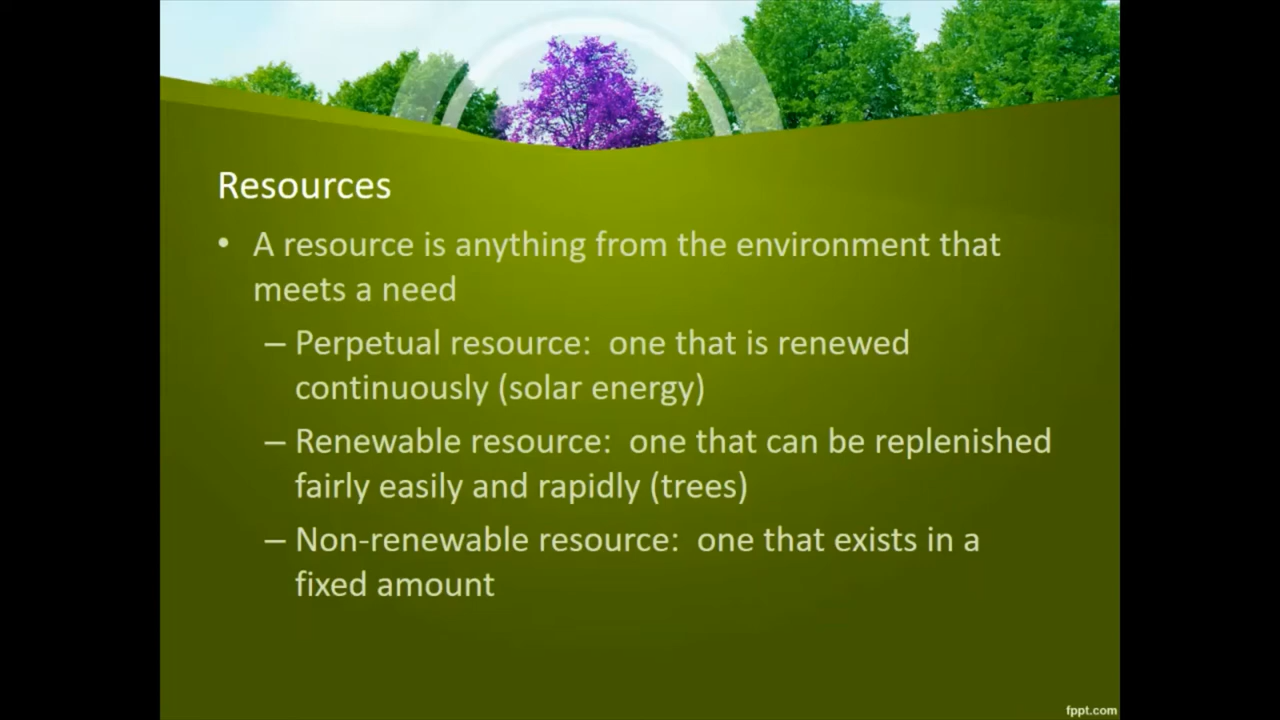 Resources
• A resource is anything from the environment that
meets a need
– Perpetual resource:  one that is renewed
continuously (solar energy)
– Renewable resource:  one that can be replenished
fairly easily and rapidly (trees)
– Non-renewable resource:  one that exists in a
fixed amount
fppt.com